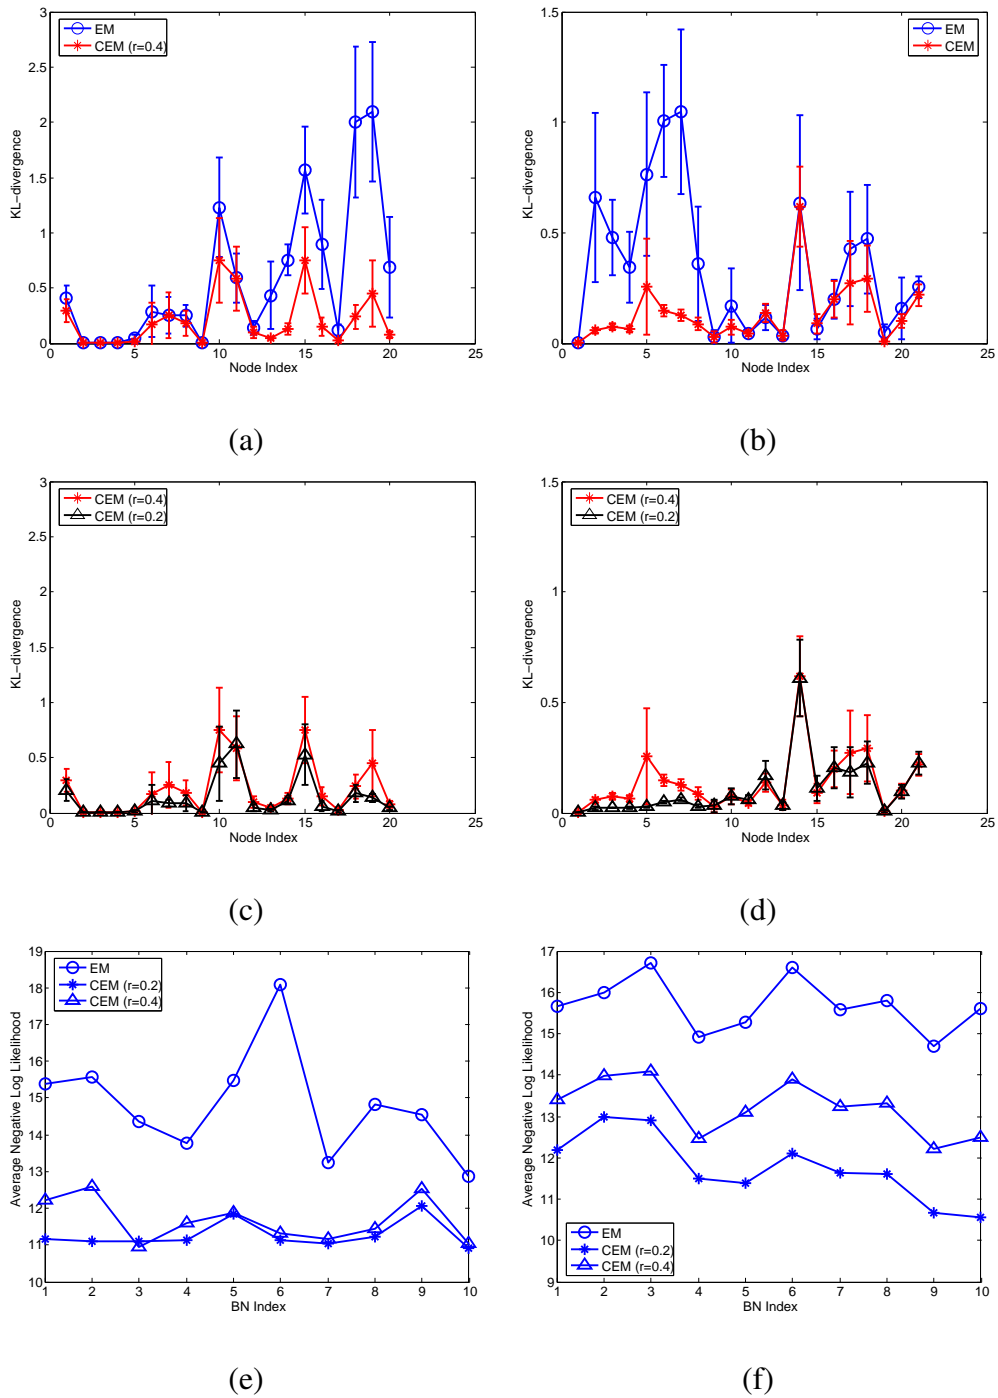 EM
CEM (r=0.4)
3
2.5
2
1.5
1
0.5
0
KL-divergence
0 5 10 15 20 25
Node Index
(a)
EM
CEM
1.5
1
0.5
0
KL-divergence
0 5 10 15 20 25
Node Index
(b)
CEM (r=0.4)
CEM (r=0.2)
3
2.5
2
1.5
1
0.5
0
KL-divergence
0 5 10 15 20 25
Node Index
(c)
CEM (r=0.4)
CEM (r=0.2)
1.5
1
0.5
0
KL-divergence
0 5 10 15 20 25
Node Index
(d)
EM
CEM (r=0.2)
CEM (r=0.4)
19
18
17
16
15
14
13
12
11
10
Average Negative Log Likelihood
1 2 3 4 5 6 7 8 9 10
BN Index
(e)
17
16
15
14
13
12
11
10
9
Average Negative Log Likelihood
EM
CEM (r=0.2)
CEM (r=0.4)
1 2 3 4 5 6 7 8 9 10
BN Index
(f)